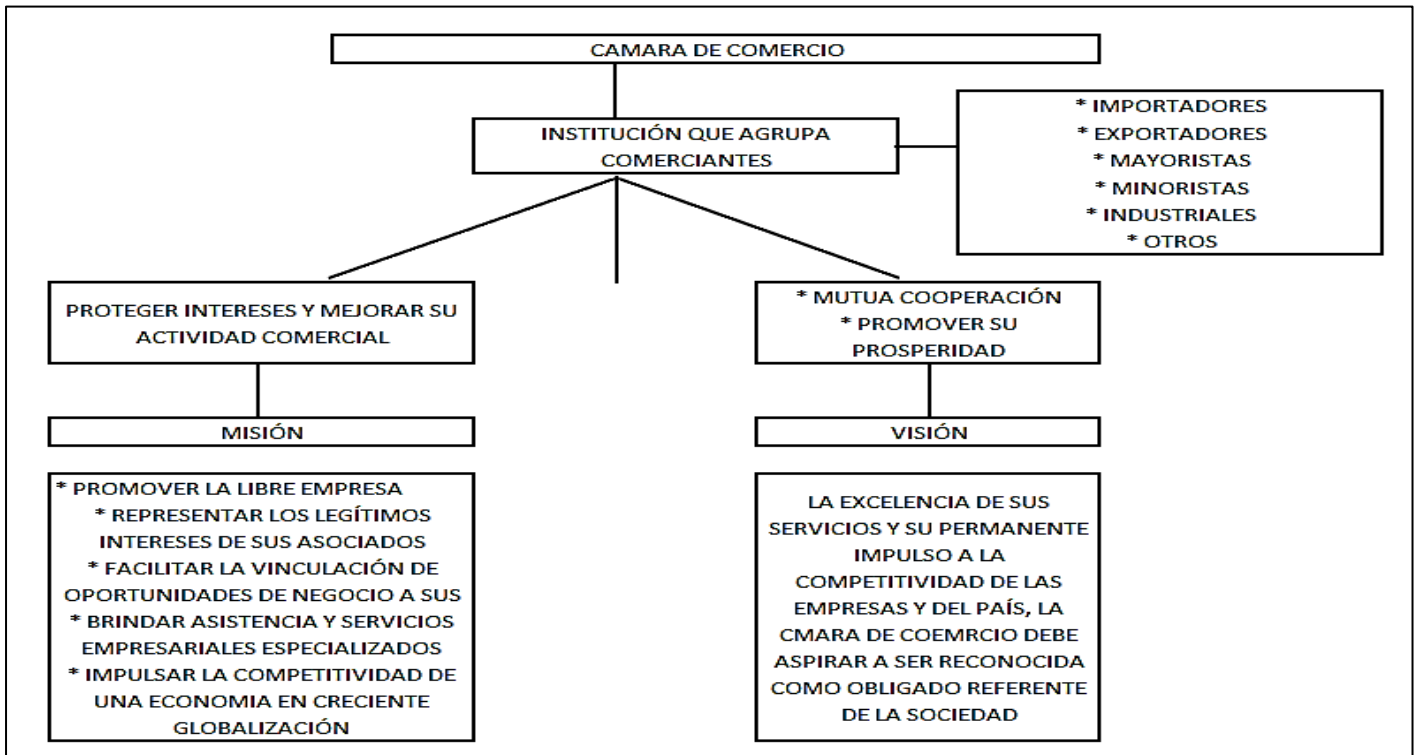 CAMARA DE COMERCIO
INSTITUCIÓN QUE AGRUPA
COMERCIANTES
* IMPORTADORES
* EXPORTADORES
* MAYORISTAS
* MINORISTAS
* INDUSTRIALES
* OTROS
PROTEGER INTERESES Y MEJORAR SU
ACTIVIDAD COMERCIAL
* MUTUA COOPERACIÓN
* PROMOVER SU
PROSPERIDAD
MISIÓN
VISIÓN
* PROMOVER LA LIBRE EMPRESA
* REPRESENTAR LOS LEGÍTIMOS
INTERESES DE SUS ASOCIADOS
* FACILITAR LA VINCULACIÓN DE
OPORTUNIDADES DE NEGOCIO A SUS
* BRINDAR ASISTENCIA Y SERVICIOS
EMPRESARIALES ESPECIALIZADOS
* IMPULSAR LA COMPETITIVIDAD DE
UNA ECONOMIA EN CRECIENTE
GLOBALIZACIÓN
LA EXCELENCIA DE SUS
SERVICIOS Y SU PERMANENTE
IMPULSO A LA
COMPETITIVIDAD DE LAS
EMPRESAS Y DEL PAÍS, LA
CMARA DE COEMRCIO DEBE
ASPIRAR A SER RECONOCIDA
COMO OBLIGADO REFERENTE
DE LA SOCIEDAD